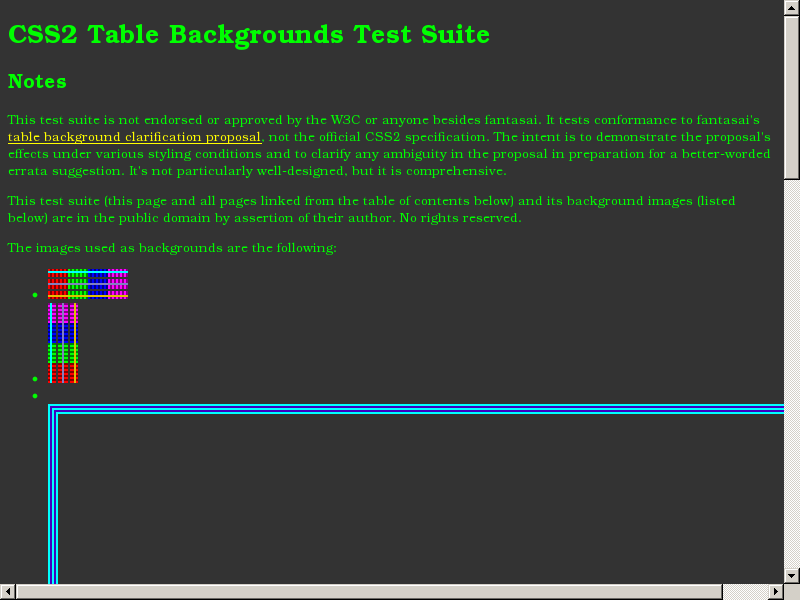 CSS2 Table Backgrounds Test Suite
Notes
This test suite is not endorsed or approved by the W3C or anyone besides fantasai. It tests conformance to fantasai's
table background clarification proposal, not the official CSS2 specification. The intent is to demonstrate the proposal's
effects under various styling conditions and to clarify any ambiguity in the proposal in preparation for a better-worded
errata suggestion. It's not particularly well-designed, but it is comprehensive.
This test suite (this page and all pages linked from the table of contents below) and its background images (listed
below) are in the public domain by assertion of their author. No rights reserved.
The images used as backgrounds are the following: